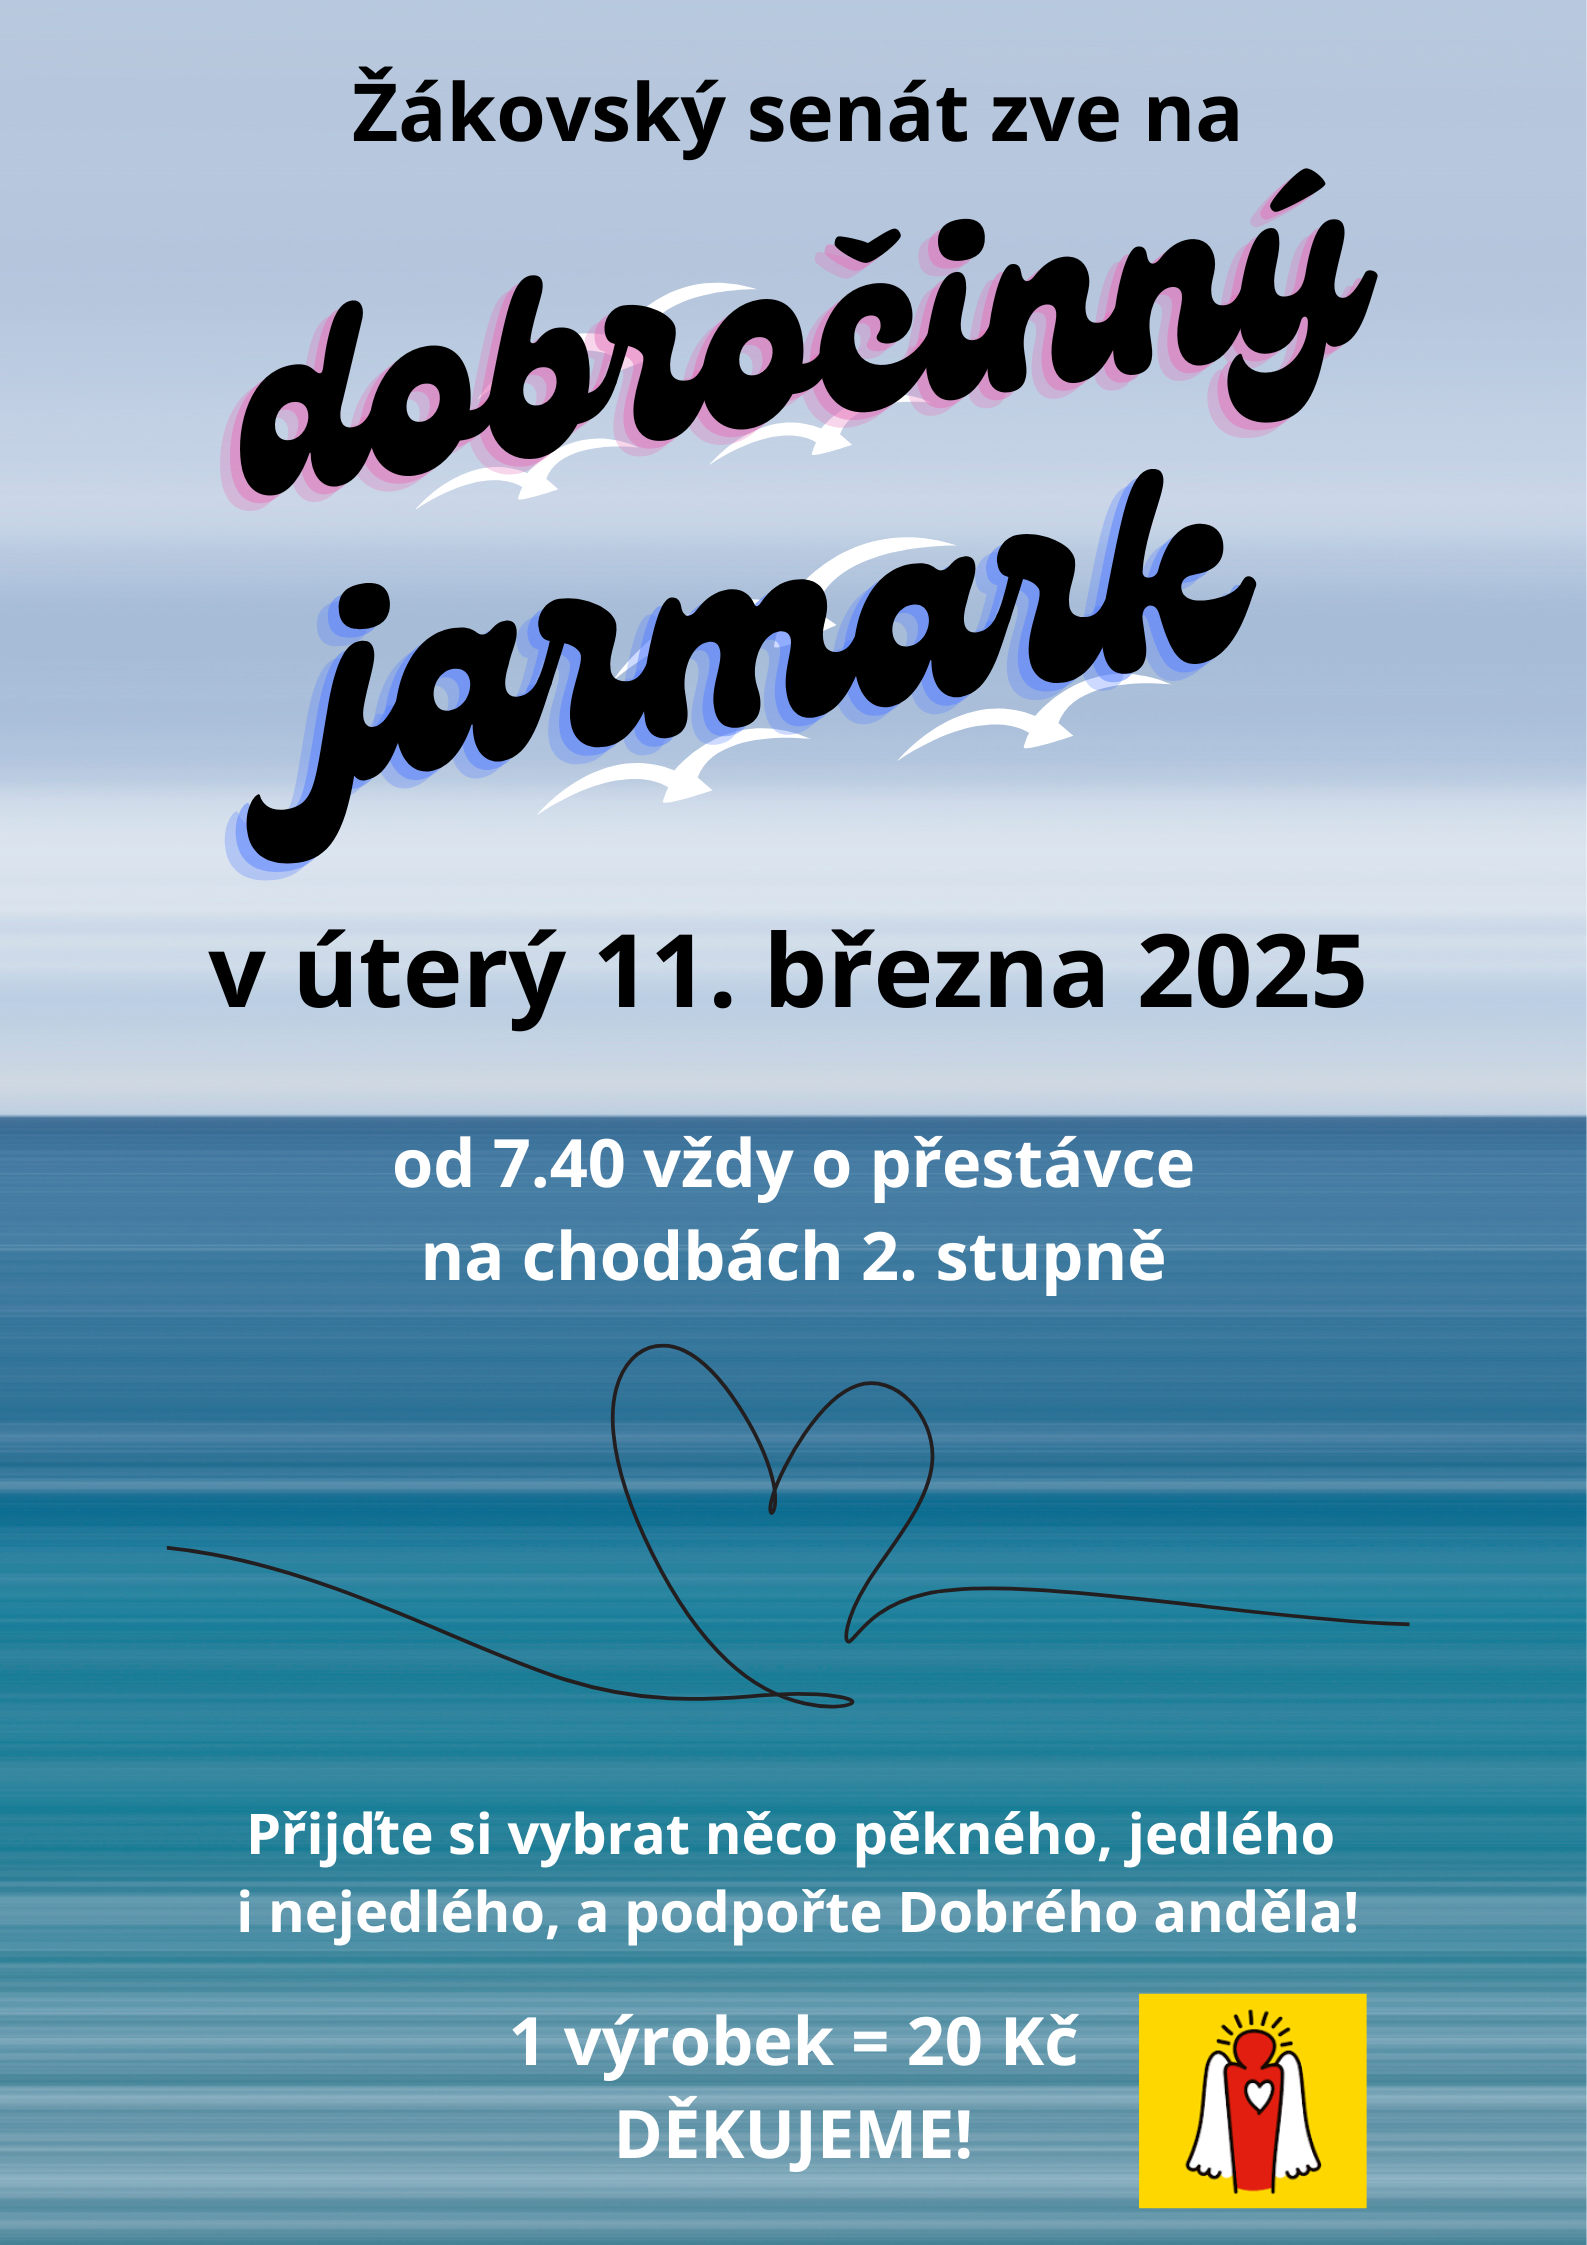 Žákovský senát zve na
dobročinný
jarmark
v úterý 11. března 2025
od 7.40 vždy o přestávce
na chodbách 2. stupně
Přijďte si vybrat něco pěkného, jedlého
i nejedlého, a podpořte Dobrého anděla!
1 výrobek = 20 Kč
DĚKUJEME!